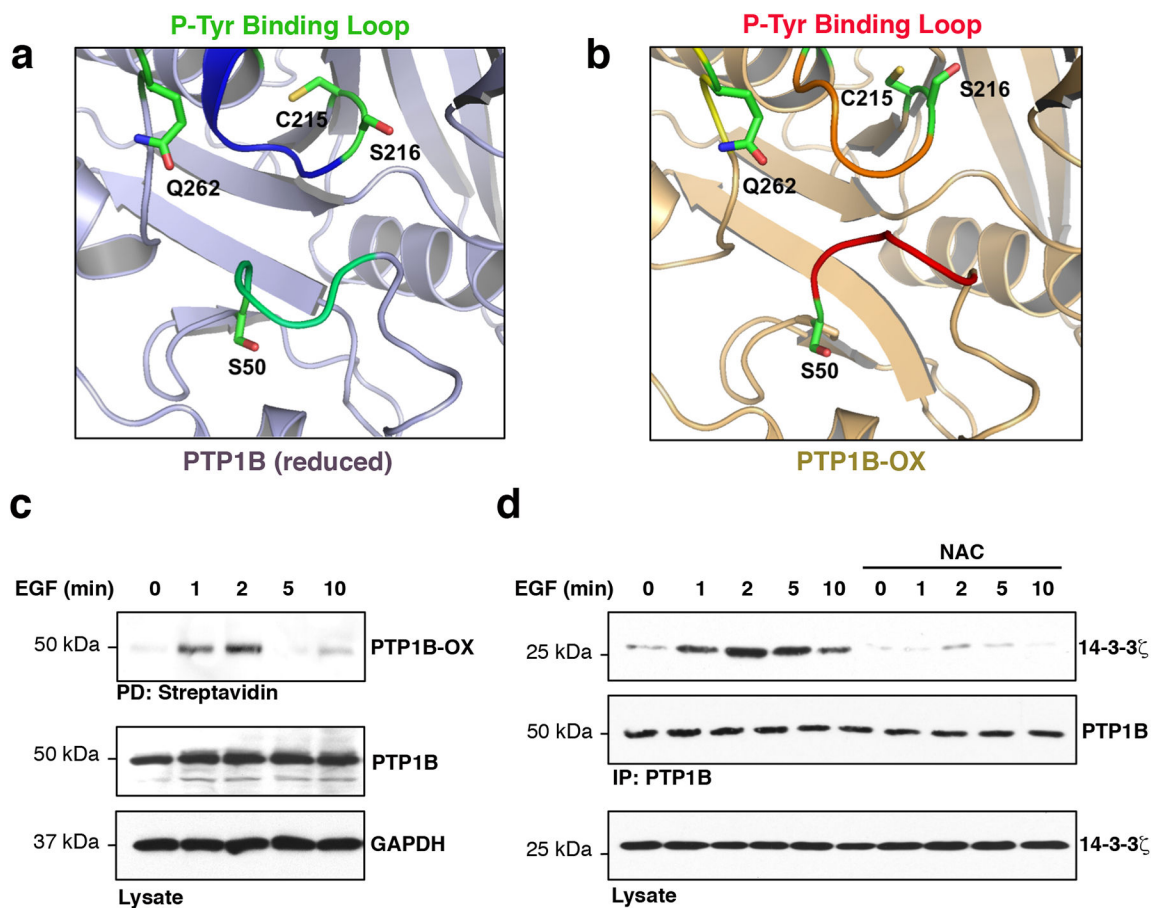 P-Tyr Binding Loop
P-Tyr Binding Loop
a
C215
S216
Q262
S50
PTP1B (reduced)
b
C215
S216
Q262
S50
PTP1B-OX
c
EGF (min) 0 1 2 5 10
50 kDa PTP1B-OX
PD: Streptavidin
50 kDa PTP1B
37 kDa GAPDH
Lysate
d
NAC
EGF (min) 0 1 2 5 10 0 1 2 5 10
25 kDa 14-3-3ζ
50 kDa PTP1B
IP: PTP1B
25 kDa 14-3-3ζ
Lysate